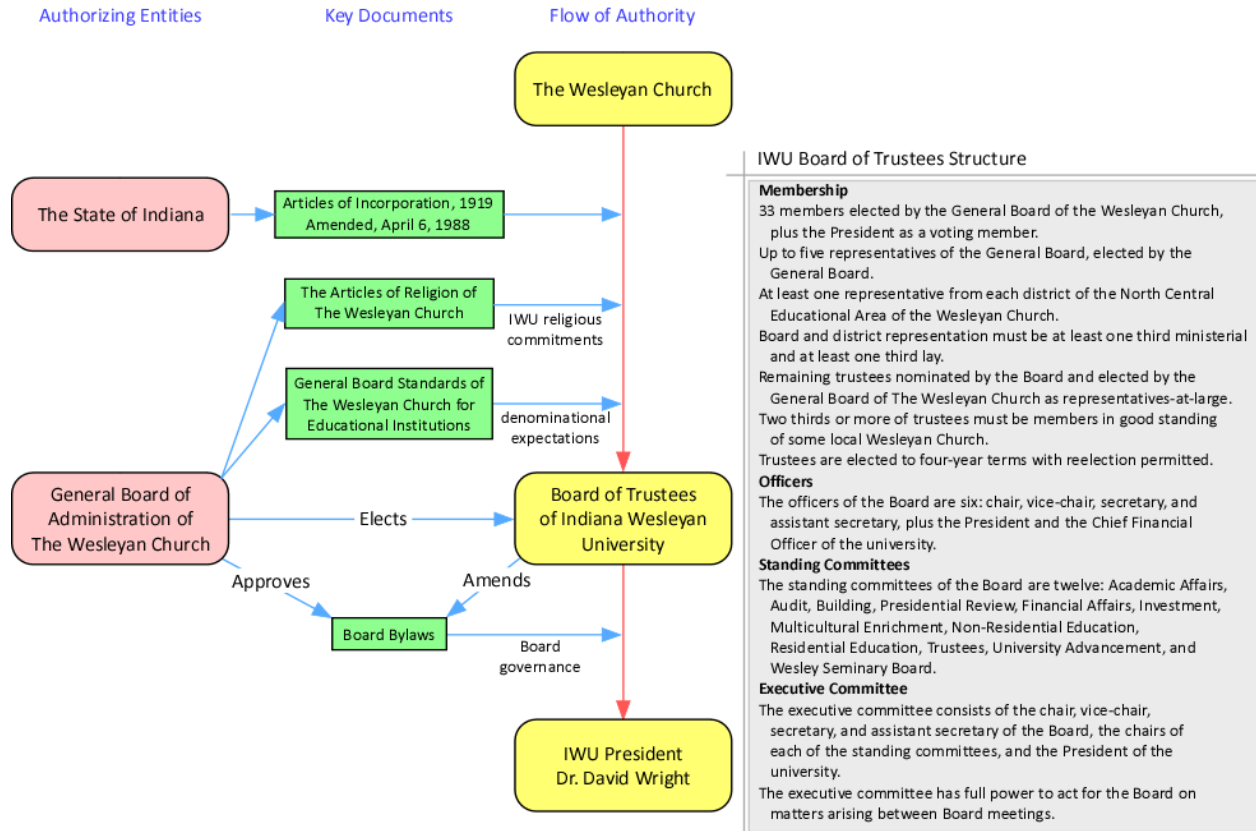 Authorizing Entities
Key Documents
Flow of Authority
The Wesleyan Church
The State of Indiana
Articles of Incorporation, 1919
Amended, April 6, 1988
The Articles of Religion of
The Wesleyan Church
IWU religious
commitments
General Board Standards of
The Wesleyan Church for
Educational Institutions
denominational
expectations
General Board of
Administration of
The Wesleyan Church
Elects
Board of Trustees
of Indiana Wesleyan
University
Approves
Amends
Board Bylaws
Board
governance
IWU President
Dr. David Wright
IWU Board of Trustees Structure
Membership
33 members elected by the General Board of the Wesleyan Church,
plus the President as a voting member.
Up to five representatives of the General Board, elected by the
General Board.
At least one representative from each district of the North Central
Educational Area of the Wesleyan Church.
Board and district representation must be at least one third ministerial
and at least one third lay.
Remaining trustees nominated by the Board and elected by the
General Board of The Wesleyan Church as representatives-at-large.
Two thirds or more of trustees must be members in good standing
of some local Wesleyan Church.
Trustees are elected to four-year terms with reelection permitted.
Officers
The officers of the Board are six: chair, vice-chair, secretary, and
assistant secretary, plus the President and the Chief Financial
Officer of the university.
Standing Committees
The standing committees of the Board are twelve: Academic Affairs,
Audit, Building, Presidential Review, Financial Affairs, Investment,
Multicultural Enrichment, Non-Residential Education,
Residential Education, Trustees, University Advancement, and
Wesley Seminary Board.
Executive Committee
The executive committee consists of the chair, vice-chair,
secretary, and assistant secretary of the Board, the chairs of
each of the standing committees, and the President of the
university.
The executive committee has full power to act for the Board on
matters arising between Board meetings.